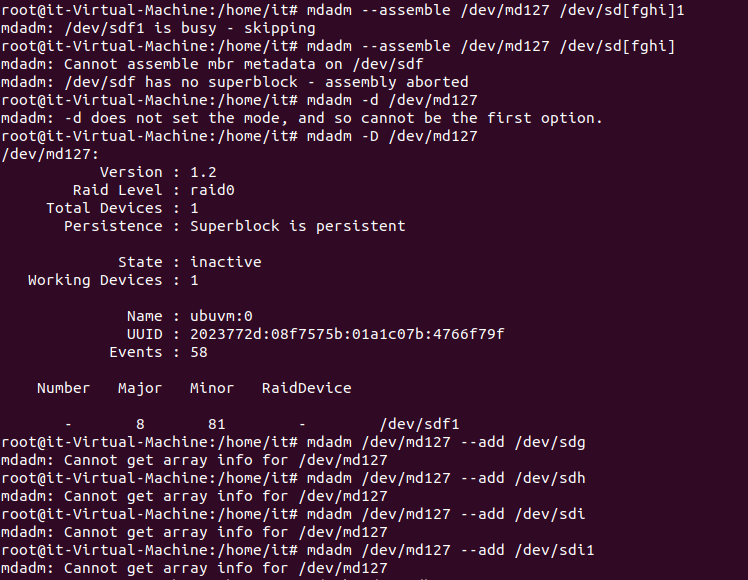 root@it-Virtual-Machine:/home/it# mdadm --assemble /dev/md127 /dev/sd[fghi]1
mdadm: /dev/sdf1 is busy - skipping
root@it-Virtual-Machine:/home/it# mdadm --assemble /dev/md127 /dev/sd[fghi]
mdadm: Cannot assemble mbr metadata on /dev/sdf
mdadm: /dev/sdf has no superblock - assembly aborted
root@it-Virtual-Machine:/home/it# mdadm -d /dev/md127
mdadm: -d does not set the mode, and so cannot be the first option.
root@it-Virtual-Machine:/home/it# mdadm -D /dev/md127
/dev/md127:
Version : 1.2
Raid Level : raid0
Total Devices : 1
Persistence : Superblock is persistent
State : inactive
Working Devices : 1
Name : ubuvm:0
UUID : 2023772d:08f7575b:01a1c07b:4766f79f
Events : 58
Number Major Minor RaidDevice
- 8 81 - /dev/sdf1
root@it-Virtual-Machine:/home/it# mdadm /dev/md127 --add /dev/sdg
mdadm: Cannot get array info for /dev/md127
root@it-Virtual-Machine:/home/it# mdadm /dev/md127 --add /dev/sdh
mdadm: Cannot get array info for /dev/md127
root@it-Virtual-Machine:/home/it# mdadm /dev/md127 --add /dev/sdi
mdadm: Cannot get array info for /dev/md127
root@it-Virtual-Machine:/home/it# mdadm /dev/md127 --add /dev/sdi1
mdadm: Cannot get array info for /dev/md127